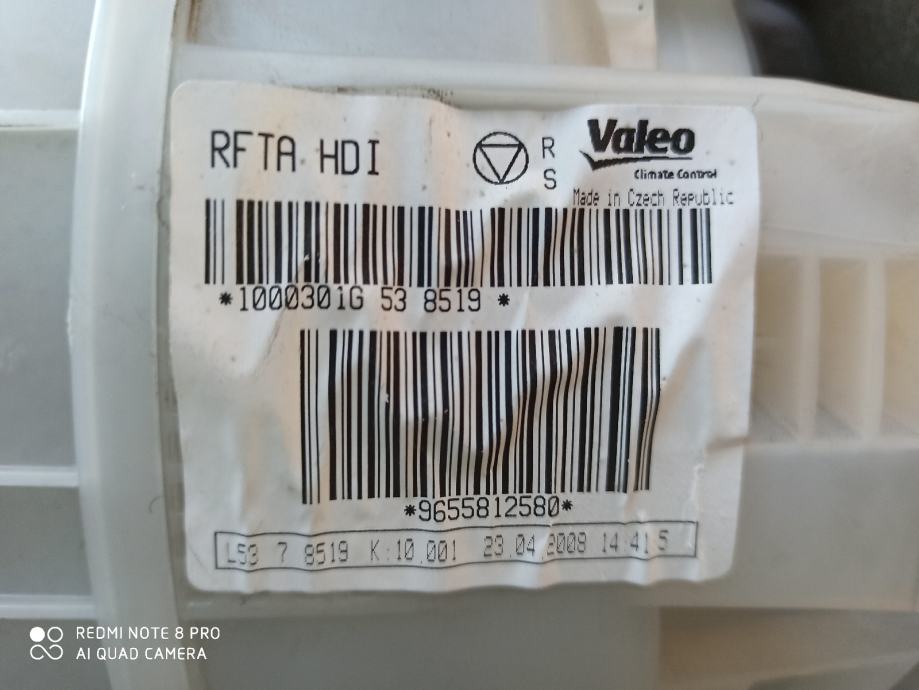 RFTA HDI
R
S
Valeo
Climate Control
Made in Czech Republic
*1000301G 53 8519 *
*9655812580*
L53 7 8519 K:10.001 23.04.2008 14:41 5
REDMI NOTE 8 PRO
AI QUAD CAMERA